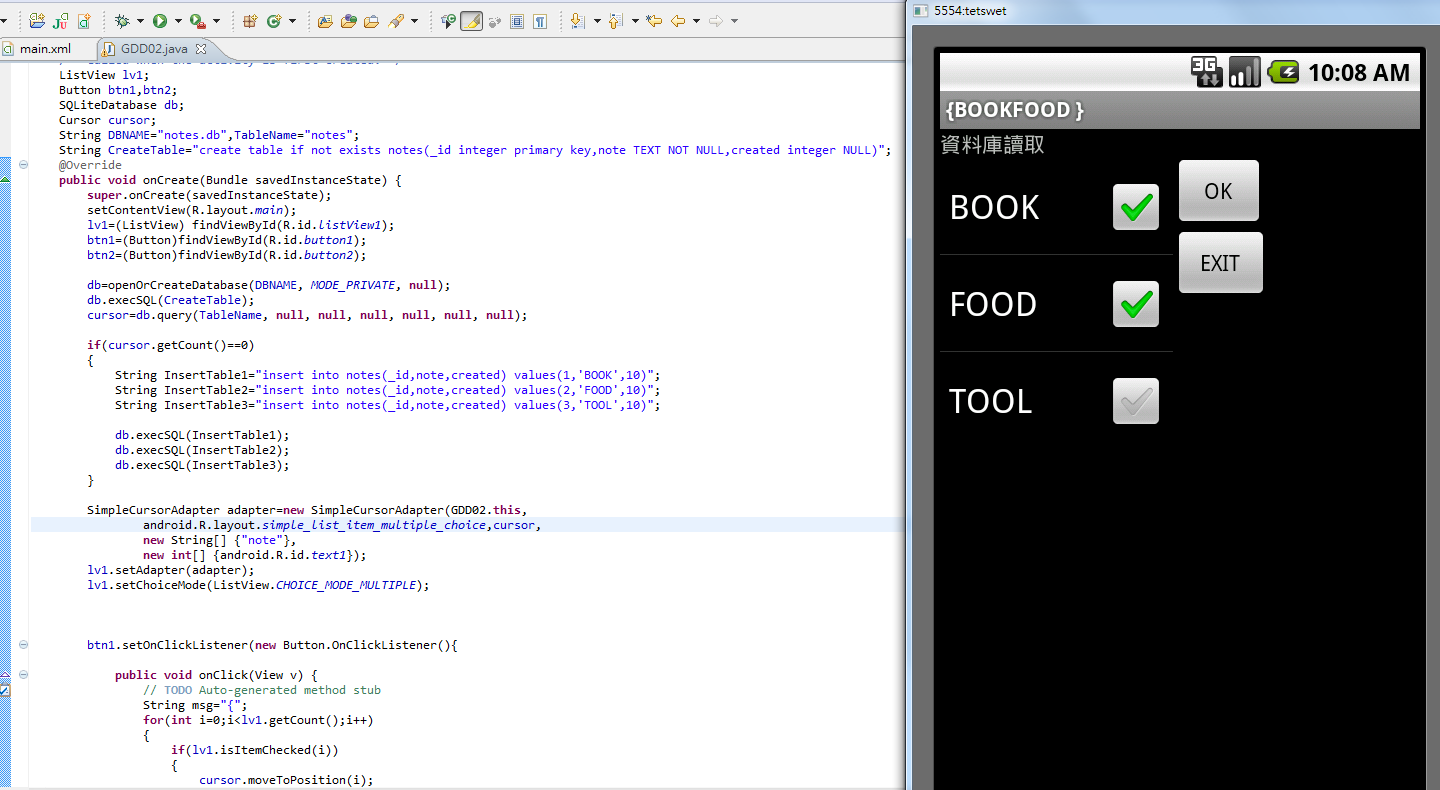 main.xml
GDD02.java
ListView lv1;
Button btn1,btn2;
SQLiteDatabase db;
Cursor cursor;
String DBNAME="notes.db",TableName="notes";
String CreateTable="create table if not exists notes(_id integer primary key,note TEXT NOT NULL,created integer NULL)";
@Override
public void onCreate(Bundle savedInstanceState) {
super.onCreate(savedInstanceState);
setContentView(R.layout.main);
lv1=(ListView) findViewById(R.id.listView1);
btn1=(Button)findViewById(R.id.button1);
btn2=(Button)findViewById(R.id.button2);
db=openOrCreateDatabase(DBNAME, MODE_PRIVATE, null);
db.execSQL(CreateTable);
cursor=db.query(TableName, null, null, null, null, null, null);
if(cursor.getCount()==0)
{
String InsertTable1="insert into notes(_id,note,created) values(1,'BOOK',10)";
String InsertTable2="insert into notes(_id,note,created) values(2,'FOOD',10)";
String InsertTable3="insert into notes(_id,note,created) values(3,'TOOL',10)";
db.execSQL(InsertTable1);
db.execSQL(InsertTable2);
db.execSQL(InsertTable3);
}
SimpleCursorAdapter adapter=new SimpleCursorAdapter(GDD02.this,
android.R.layout.simple_list_item_multiple_choice,cursor,
new String[] {"note"},
new int[] {android.R.id.text1});
lv1.setAdapter(adapter);
lv1.setChoiceMode(ListView.CHOICE_MODE_MULTIPLE);
btn1.setOnClickListener(new Button.OnClickListener(){
public void onClick(View v) {
// TODO Auto-generated method stub
String msg="{";
for(int i=0;i<lv1.getCount();i++)
{
if(lv1.isItemChecked(i))
{
cursor.moveToPosition(i);
5554:tetswet
3G
10:08 AM
{BOOKFOOD }
資料庫讀取
BOOK
OK
EXIT
FOOD
TOOL